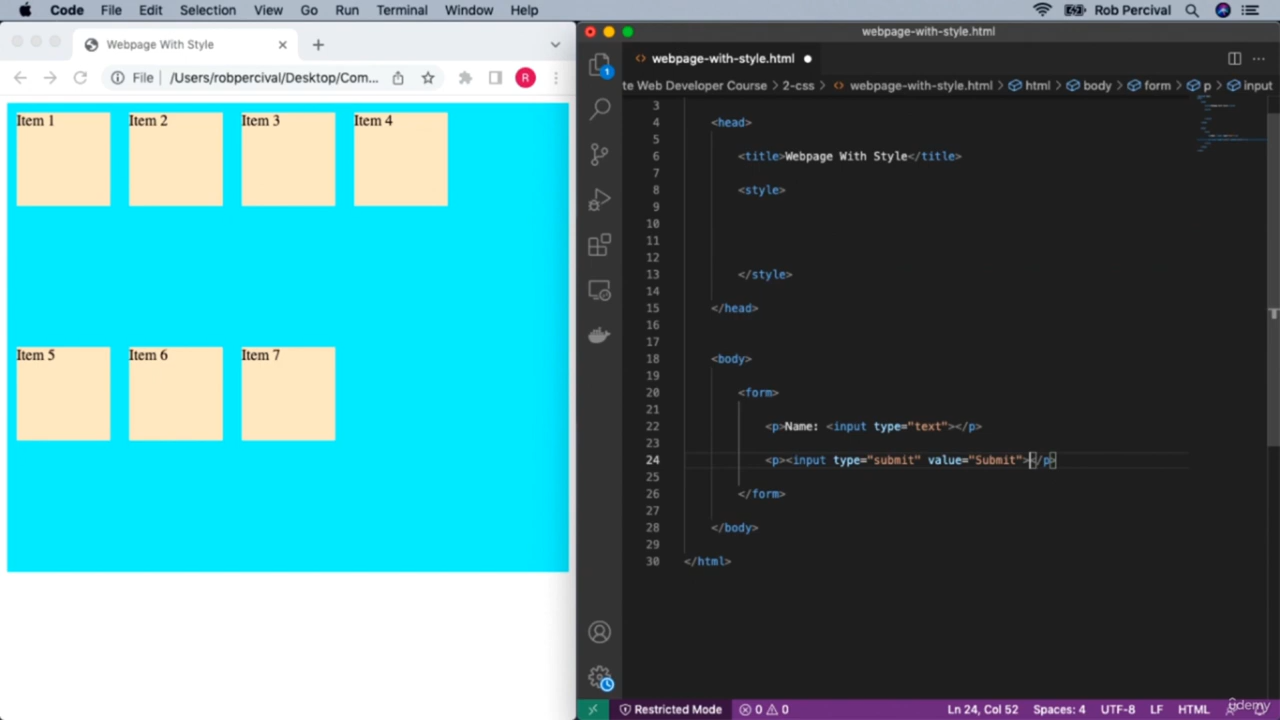 Code File Edit Selection View Go Run Terminal Window Help Rob Percival
Webpage With Style
File /Users/robpercival/Desktop/Com... R
Item 1 Item 2 Item 3 Item 4
Item 5 Item 6 Item 7
webpage-with-style.html
1
<> webpage-with-style.html
te Web Developer Course > 2-css > <> webpage-with-style.html > html > body > form > p > input
3
4 <head>
5
6 <title>Webpage With Style</title>
7
8 <style>
9
10
11
12
13 </style>
14
15 </head>
16
17
18 <body>
19
20 <form>
21
22 <p>Name: <input type="text"></p>
23
24 <p><input type="submit" value="Submit"></p>
25
26 </form>
27
28 </body>
29
30 </html>
Restricted Mode 0 0 Ln 24, Col 52 Spaces: 4 UTF-8 LF HTML
ûdemy